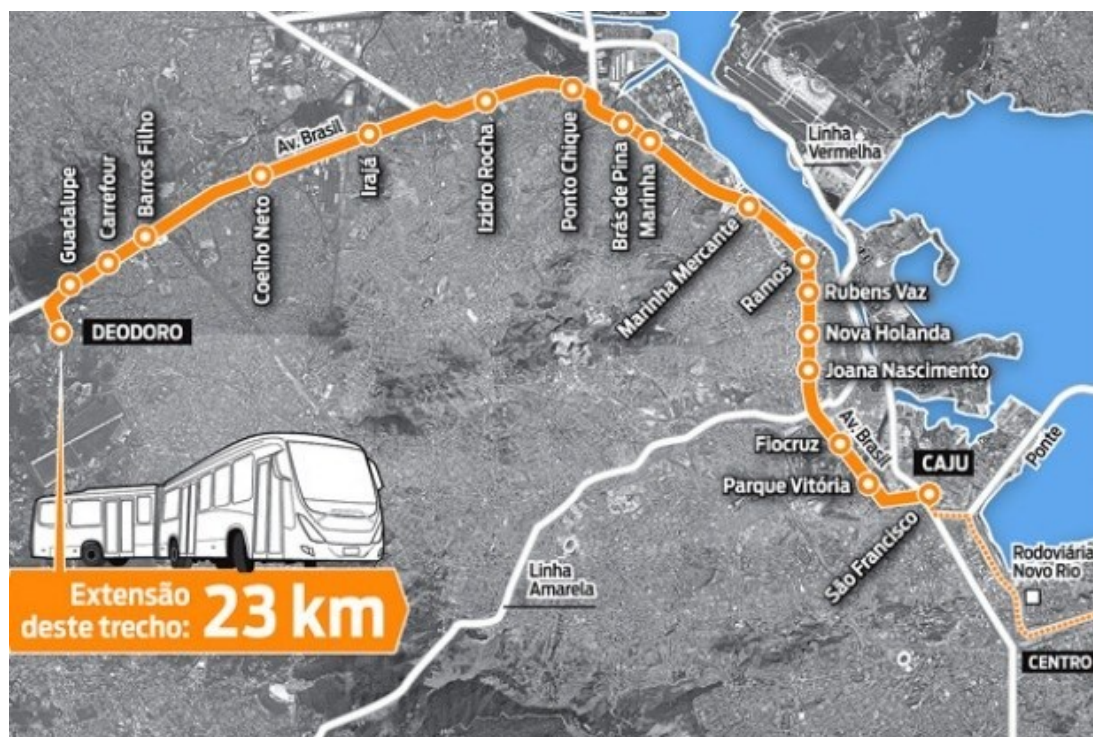 Guadalupe
Carrefour
Barros Filho
Coelho Neto
Av. Brasil
Irajá
Izidro Rocha
Ponto Chique
Brás de Pina
Marinha
Marinha Mercante
Ramos
Linha
Vermelha
Rubens Vaz
Nova Holanda
Joana Nascimento
DEODORO
Av. Brasil
Fiocruz
Parque Vitória
CAJU
Ponte
São Francisco
Linha
Amarela
Rodoviária
Novo Rio
CENTRO
Extensão
deste trecho: 23 km